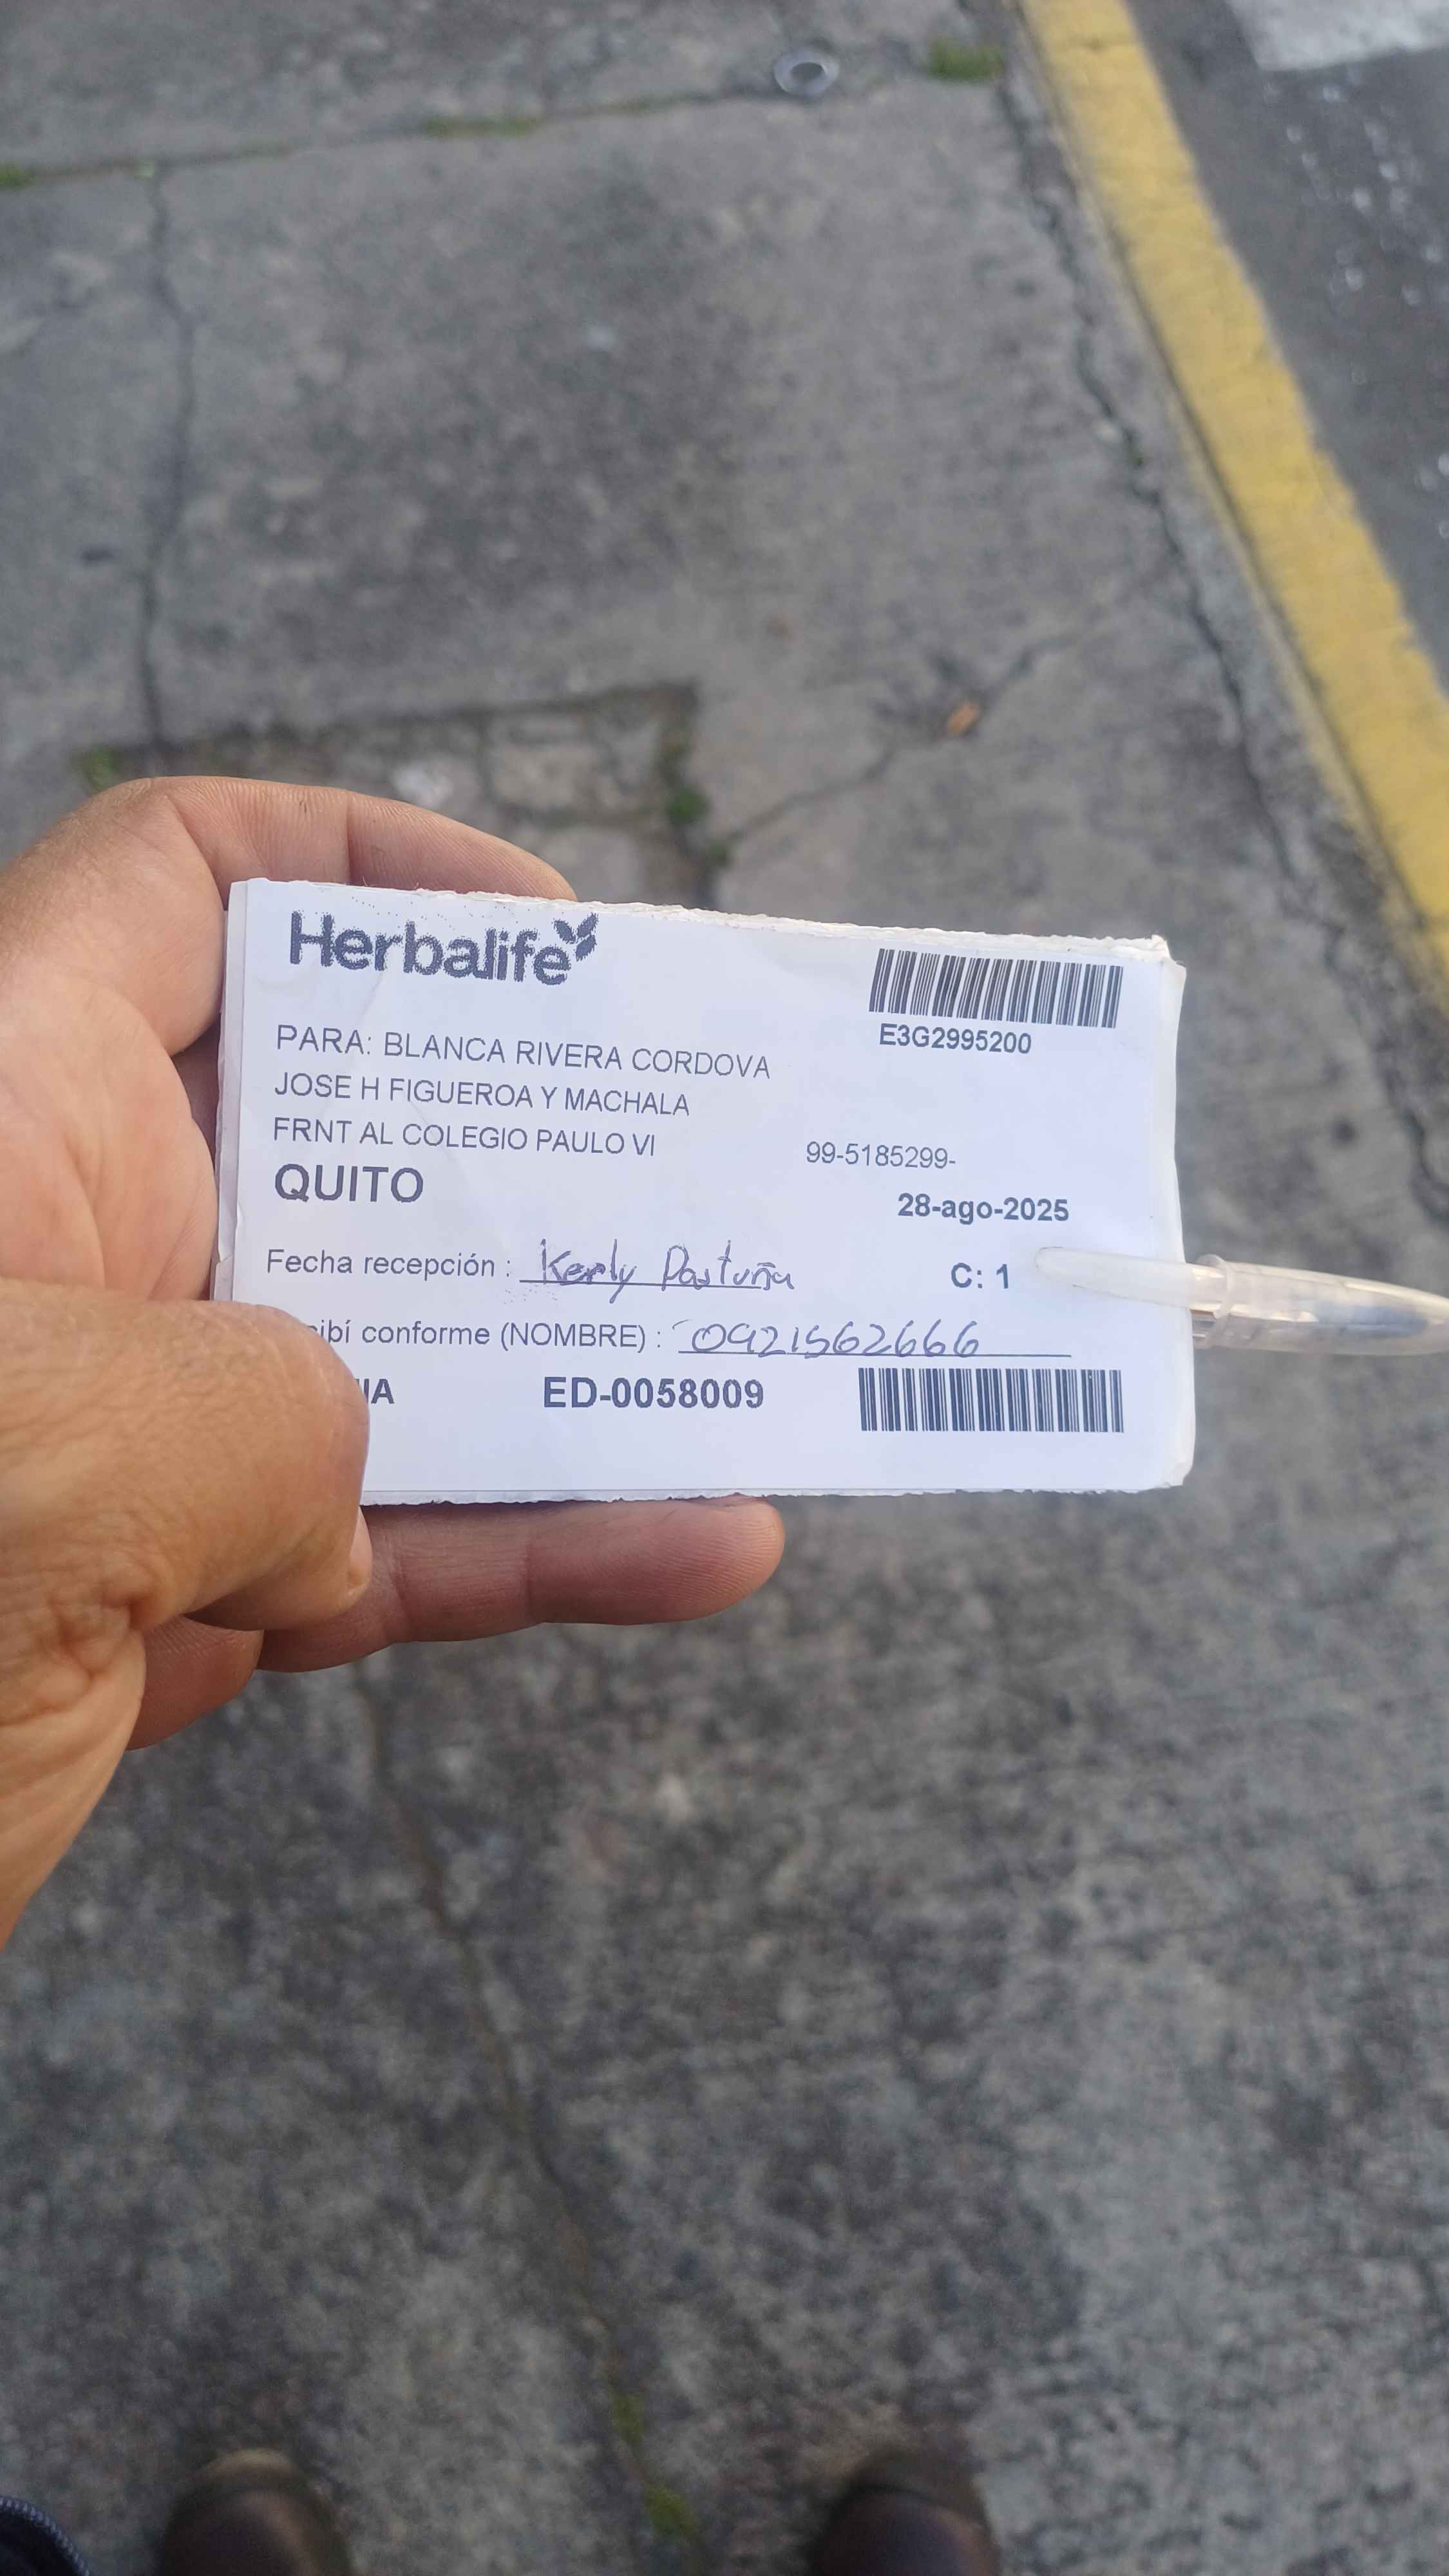 Herbalife
E3G2995200
PARA: BLANCA RIVERA CORDOVA
JOSE H FIGUEROA Y MACHALA
FRNT AL COLEGIO PAULO VI
99-5185299-
QUITO
28-ago-2025
Fecha recepción : Kerly Pastuña
C: 1
conforme (NOMBRE) : 0921562666
ED-0058009